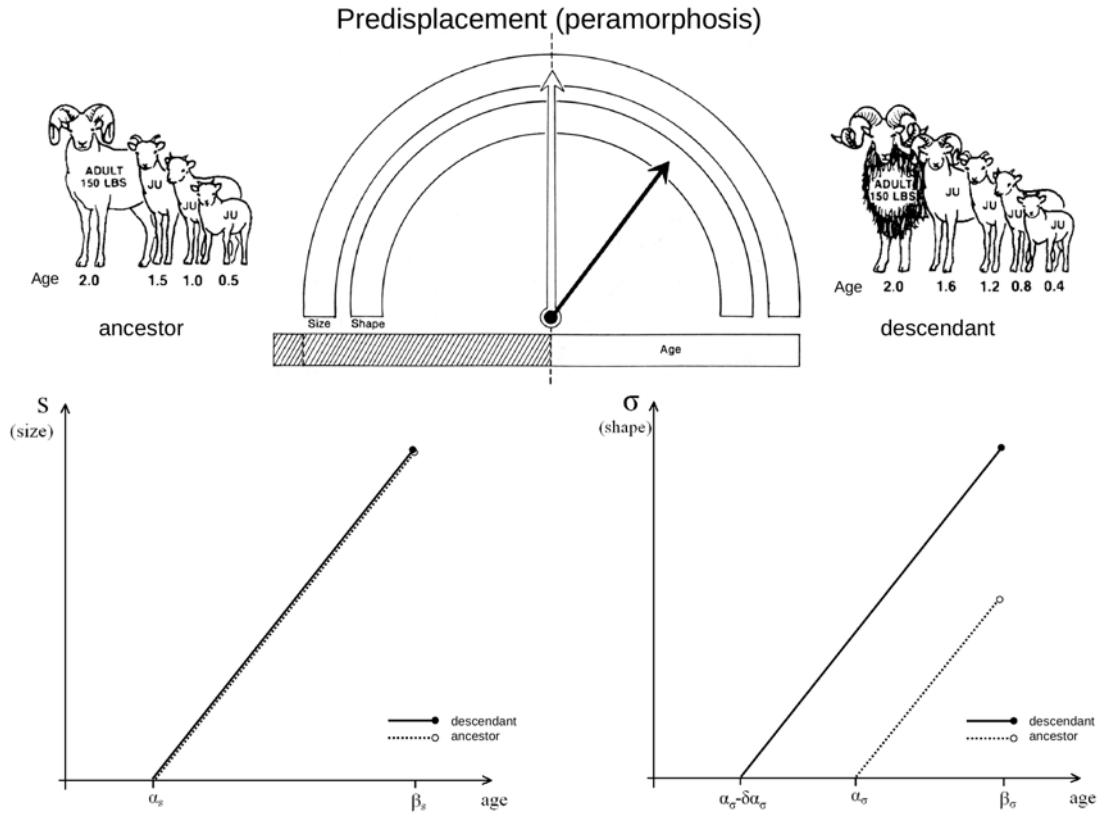 Predisplacement (peramorphosis)
ADULT
150 LBS
JU
JU
JU
Age 2.0 1.5 1.0 0.5
ancestor
Size Shape
Age
ADULT
150 LBS
JU
JU
JU
JU
Age 2.0 1.6 1.2 0.8 0.4
descendant
S
(size)
descendant
ancestor
αs βs age
σ
(shape)
descendant
ancestor
ασ-δασ ασ βσ age